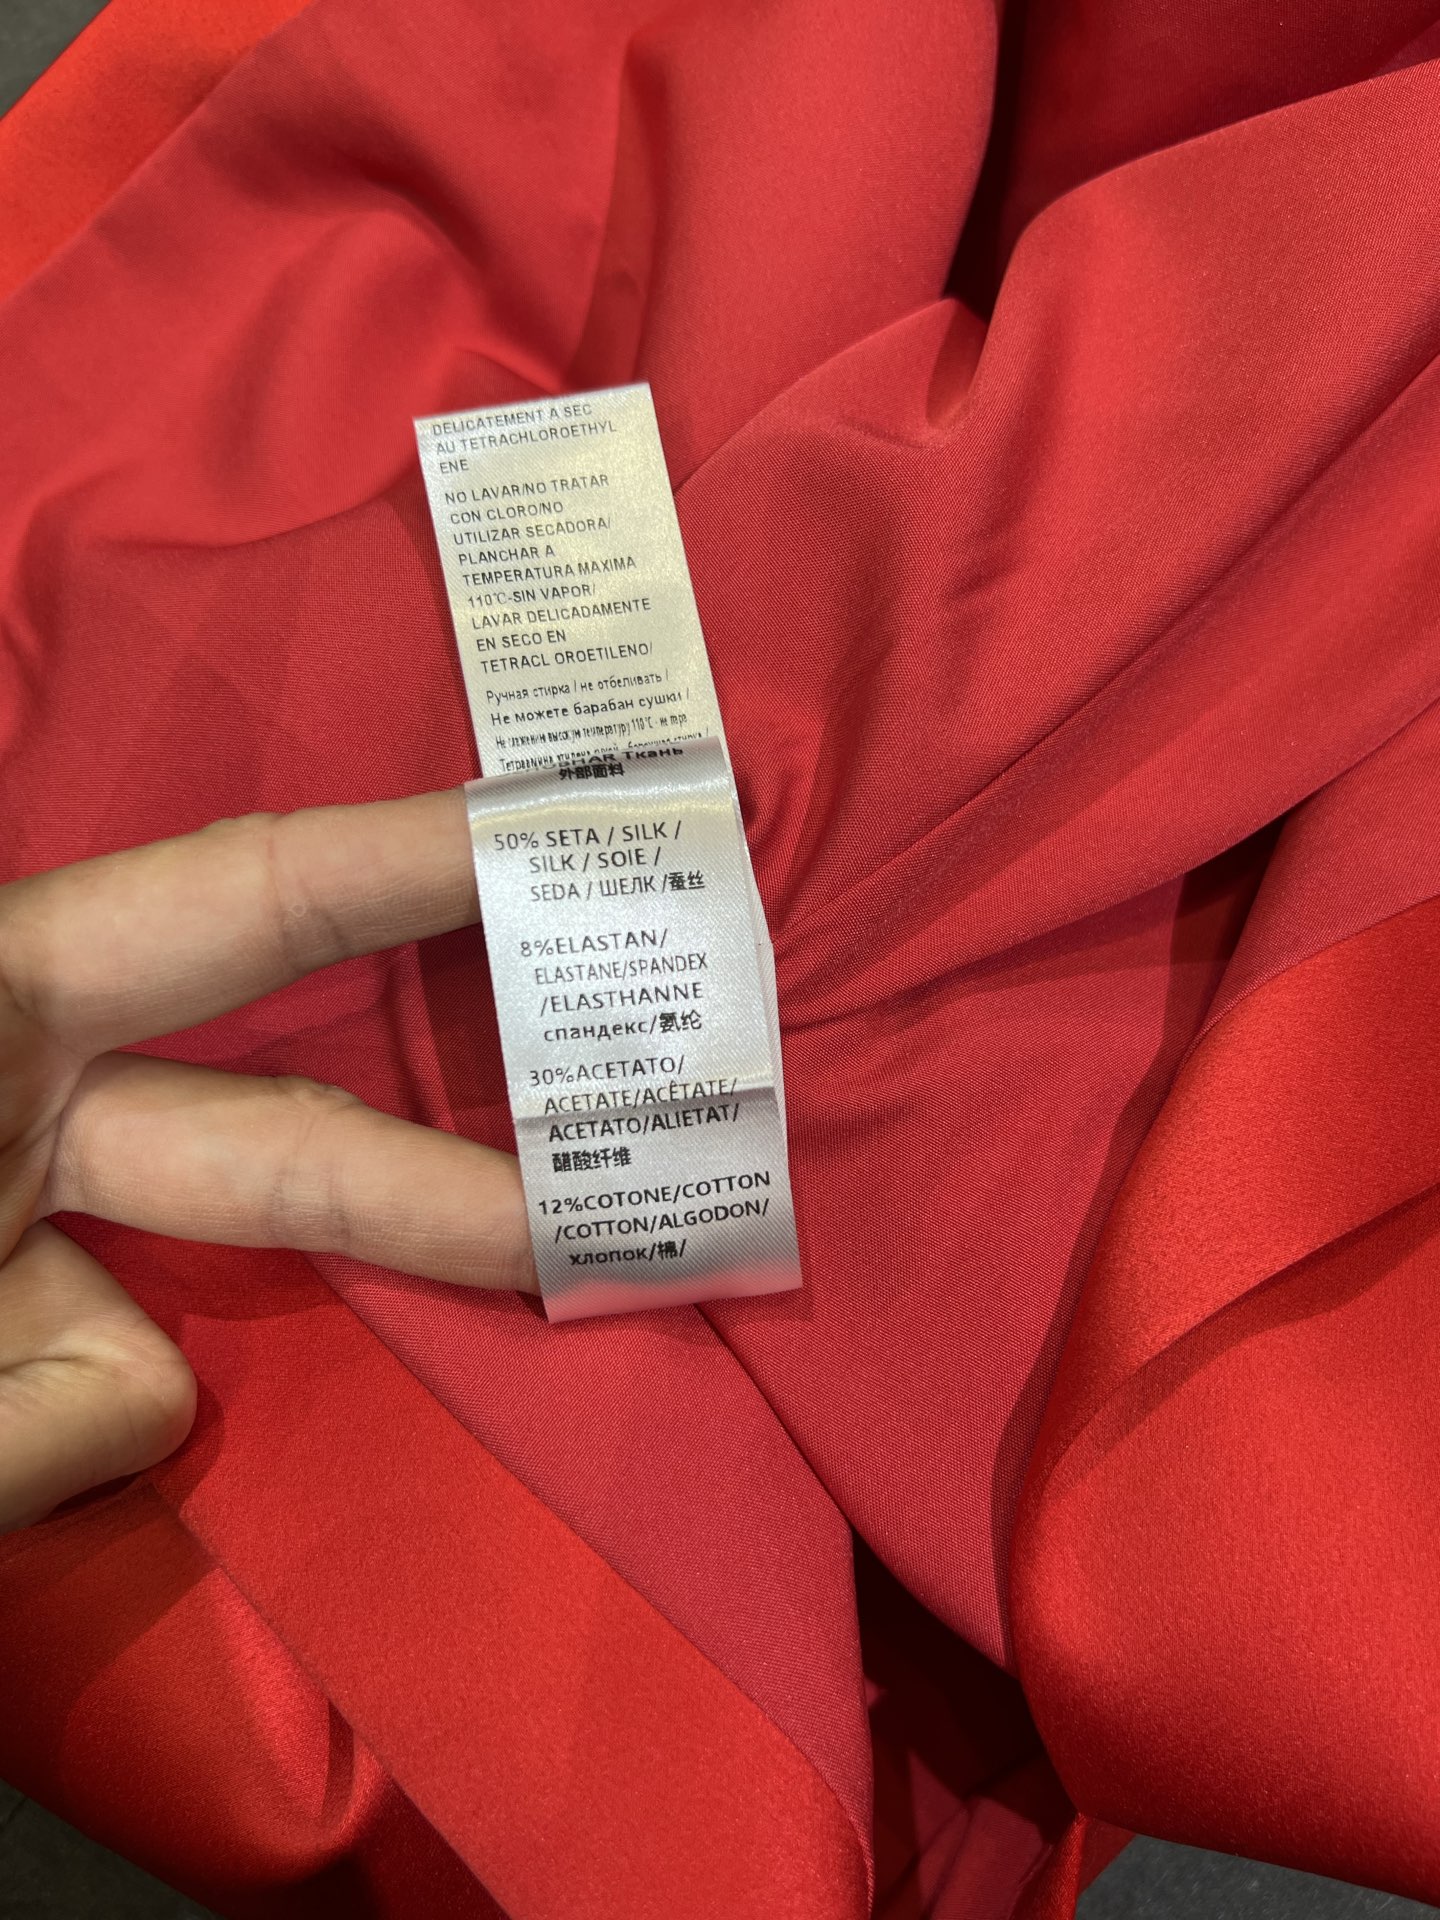 DELICATEMENT A SEC
AU TETRACHLOROETHYL
ENE
NO LAVAR/NO TRATAR
CON CLORO/NO
UTILIZAR SECADORA/
PLANCHAR A
TEMPERATURA MAXIMA
110℃-SIN VAPOR/
LAVAR DELICADAMENTE
EN SECO EN
TETRACL OROETILENO/
Ручная стирка / не отбеливать /
Не можете барабан сушки /
110℃
ткань
外部面料
50% SETA / SILK /
SILK / SOIE /
SEDA / ШЕЛК /蚕丝
8%ELASTAN/
ELASTANE/SPANDEX
/ELASTHANNE
спандекс/氨纶
30%ACETATO/
ACETATE/ACÊTATE/
ACETATO/ALIETAT/
醋酸纤维
12%COTONE/COTTON
/COTTON/ALGODON/
хлопок/棉/